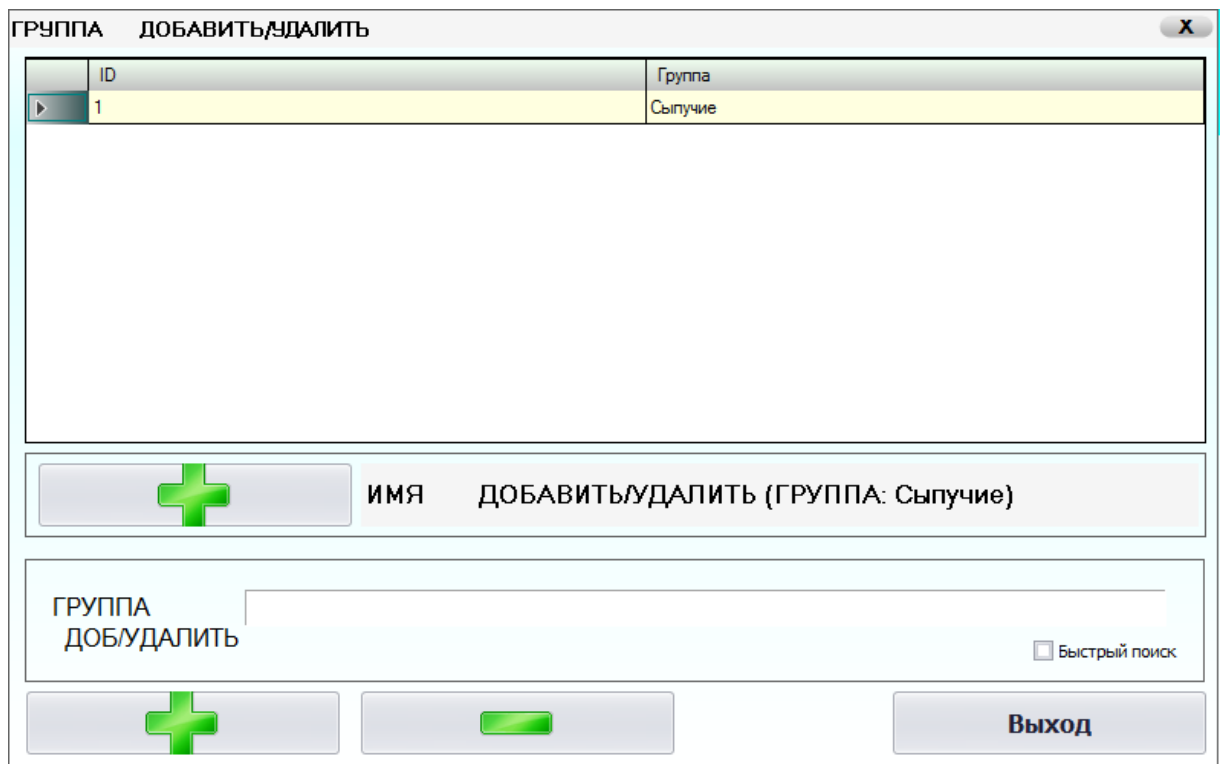 ГРУППА ДОБАВИТЬ/УДАЛИТЬ X
ID Группа
1 Сыпучие
ИМЯ ДОБАВИТЬ/УДАЛИТЬ (ГРУППА: Сыпучие)
ГРУППА
ДОБ/УДАЛИТЬ
Быстрый поиск
Выход